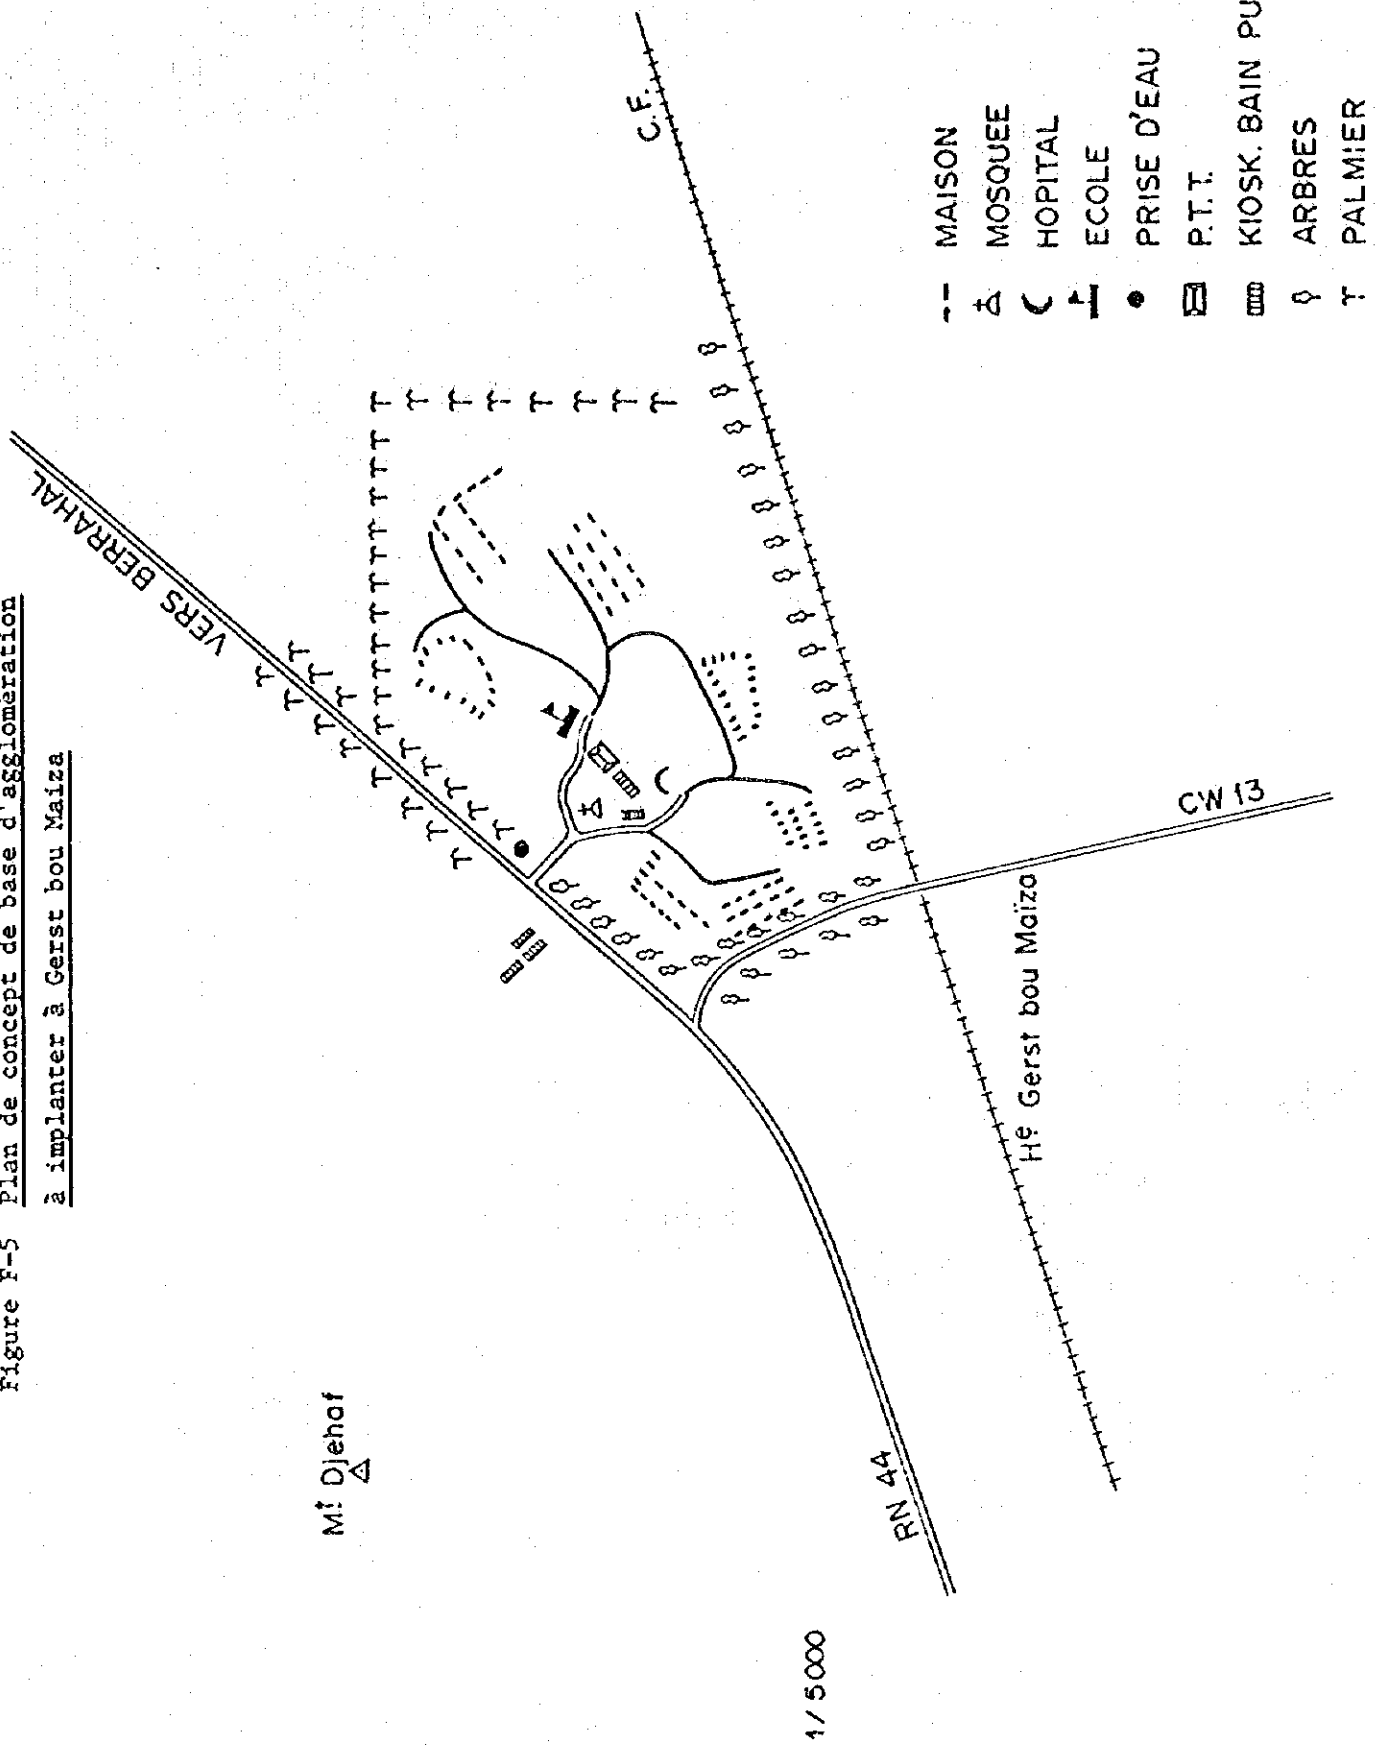 Figure F-5 Plan de concept de base d'agglomération
à implanter à Gerst bou Maiza
VERS BERRAHAL
C.F.
Mt Djehaf
RN 44
CW 13
He Gerst bou Maïza
1/5000
MAISON
MOSQUEE
HOPITAL
ECOLE
PRISE D'EAU
P.T.T.
KIOSK. BAIN PU
ARBRES
PALMIER